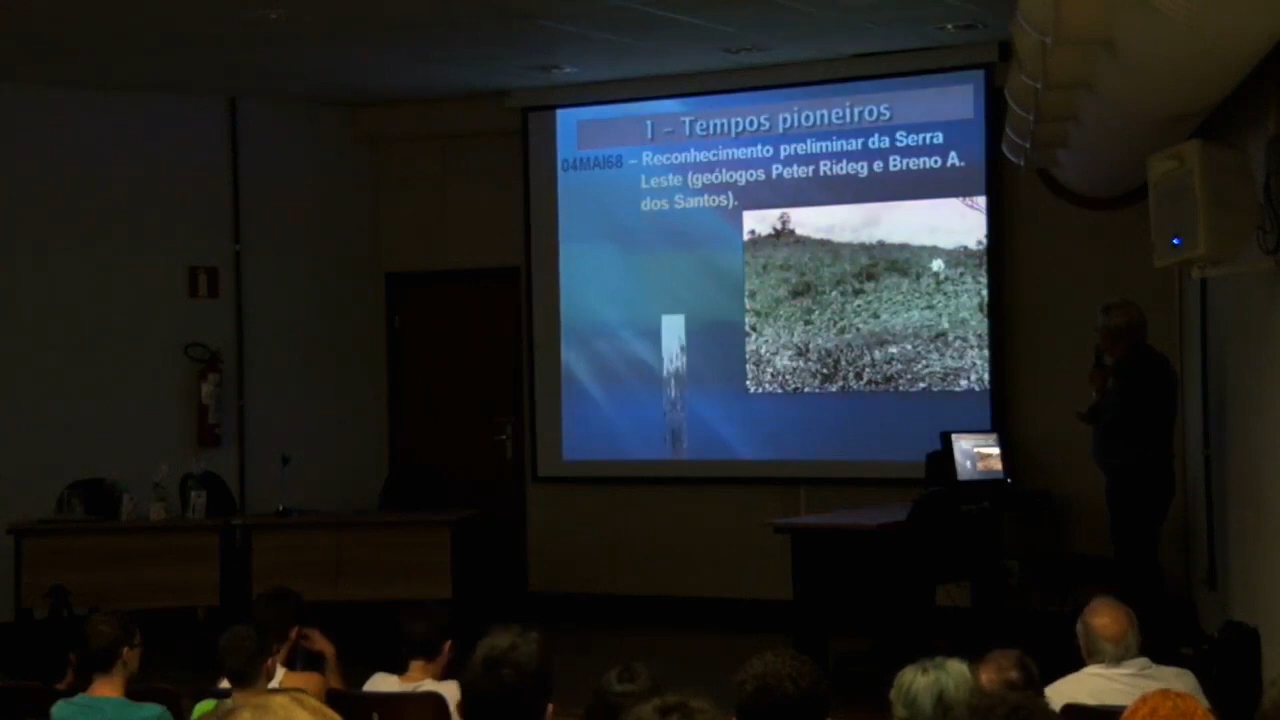 1 – Tempos pioneiros
04MAI68 – Reconhecimento preliminar da Serra
Leste (geólogos Peter Rideg e Breno A.
dos Santos).